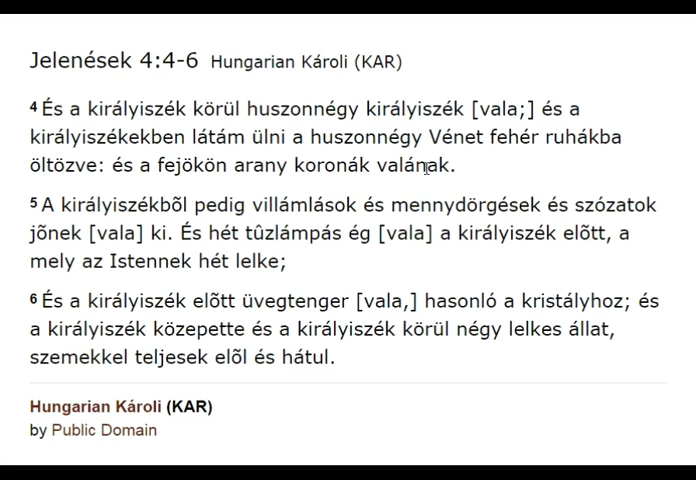 Jelenések 4:4-6 Hungarian Károli (KAR)
4 És a királyiszék körül huszonnégy királyiszék [vala;] és a
királyiszékekben látám ülni a huszonnégy Vénet fehér ruhákba
öltözve: és a fejökön arany koronák valának.
5 A királyiszékbõl pedig villámlások és mennydörgések és szózatok
jõnek [vala] ki. És hét tûzlámpás ég [vala] a királyiszék elõtt, a
mely az Istennek hét lelke;
6 És a királyiszék elõtt üvegtenger [vala,] hasonló a kristályhoz; és
a királyiszék közepette és a királyiszék körül négy lelkes állat,
szemekkel teljesek elõl és hátul.
Hungarian Károli (KAR)
by Public Domain